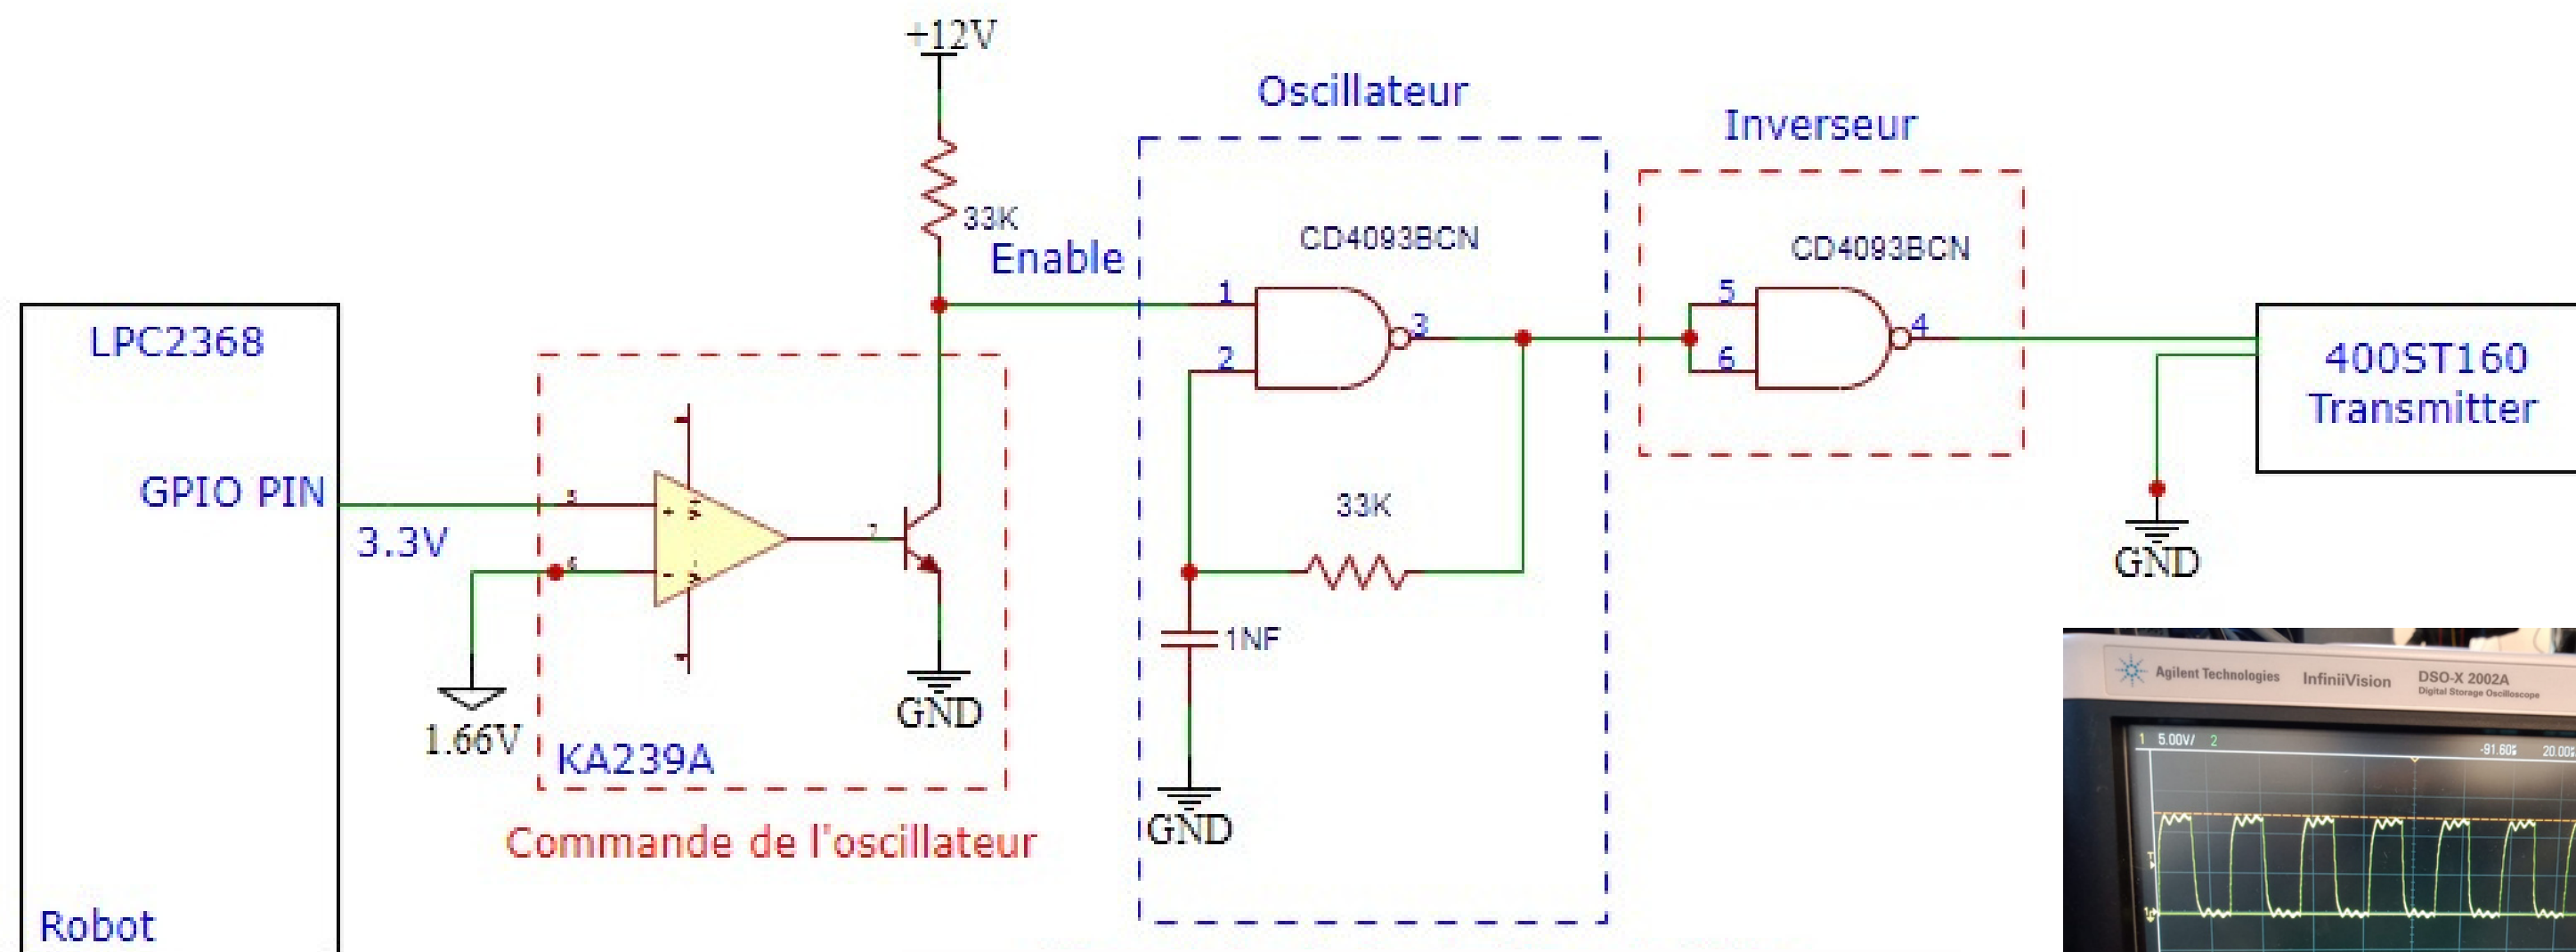 +12V
33K
Enable
Oscillateur
Inverseur
CD4093BCN
1
2
3
CD4093BCN
5
6
4
LPC2368
GPIO PIN
3.3V
Robot
+
-
7
1.66V
KA239A
GND
Commande de l'oscillateur
33K
1NF
GND
400ST160
Transmitter
GND
Agilent Technologies InfiniiVision DSO-X 2002A
Digital Storage Oscilloscope
1 5.00V/ 2